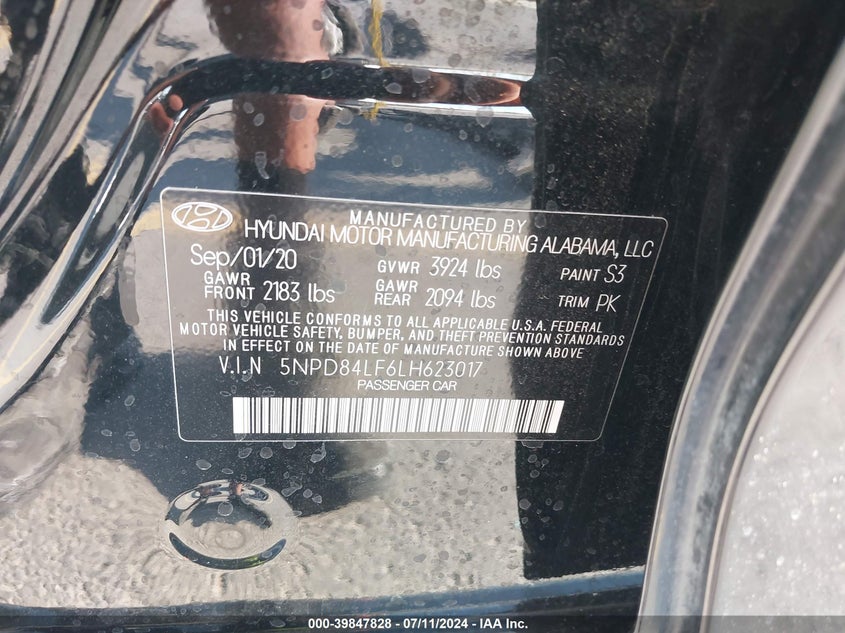 MANUFACTURED BY
HYUNDAI MOTOR MANUFACTURING ALABAMA, LLC
Sep/01/20 GVWR 3924 lbs PAINT S3
GAWR FRONT 2183 lbs GAWR REAR 2094 lbs TRIM PK
THIS VEHICLE CONFORMS TO ALL APPLICABLE U.S.A. FEDERAL
MOTOR VEHICLE SAFETY, BUMPER, AND THEFT PREVENTION STANDARDS
IN EFFECT ON THE DATE OF MANUFACTURE SHOWN ABOVE
V.I.N 5NPD84LF6LH623017
PASSENGER CAR
000-39847828 - 07/11/2024 - IAA Inc.